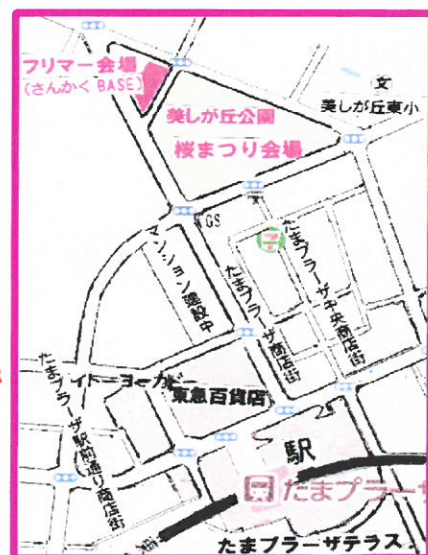 フリマー会場
(さんかくBASE)
文
美しが丘東小
美しが丘公園
桜まつり会場
GS
マンション建設中
たまプラーザ商店街
たまプラーザ中央商店街
イトーヨーカドー
東急百貨店
たまプラーザ駅前通り商店街
駅
たまプラーザ
たまプラーザテラス